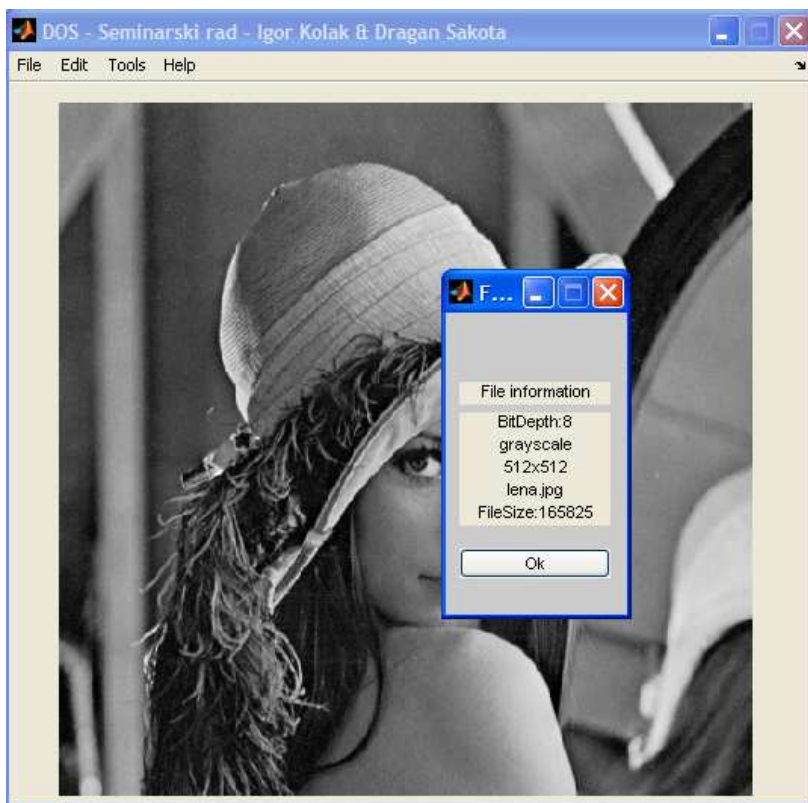 DOS - Seminarski rad - Igor Kolak & Dragan Sakota
File Edit Tools Help
F...
File information
BitDepth:8
grayscale
512x512
lena.jpg
FileSize:165825
Ok